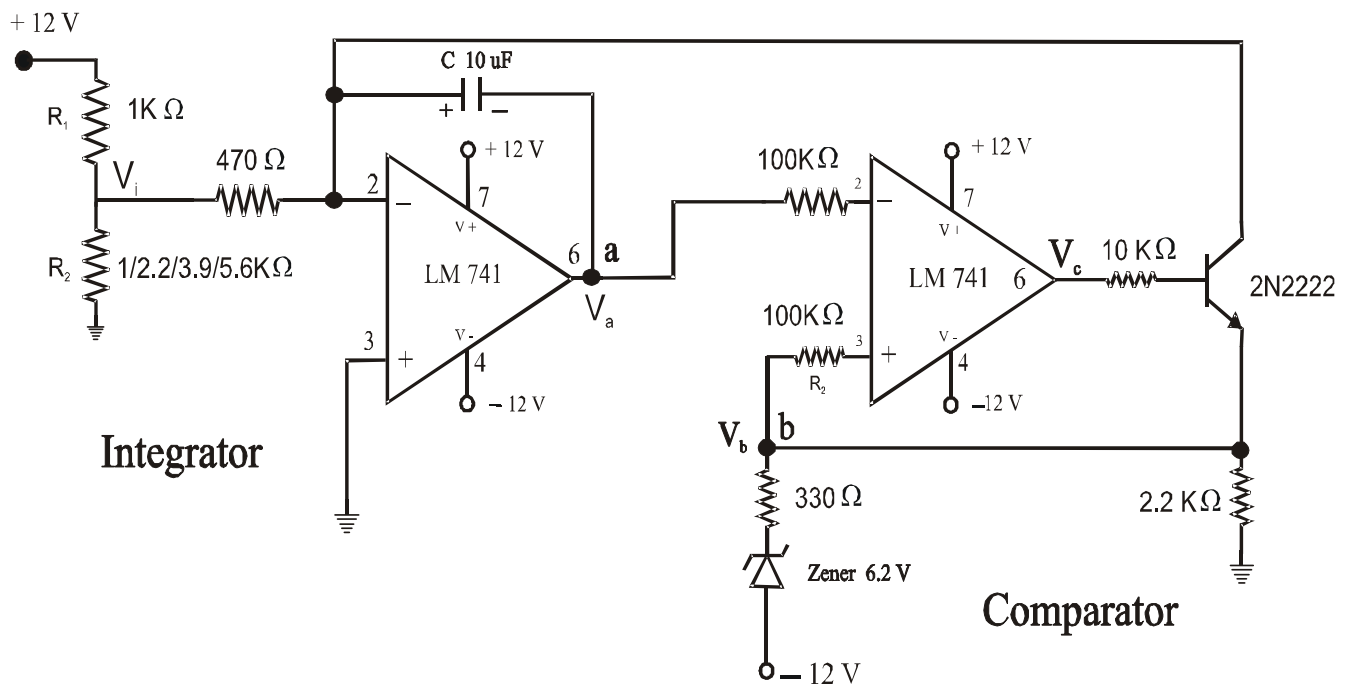 + 12 V
C 10 uF
+ −
R1
1K Ω
Vi
470 Ω
2
−
+ 12 V
7
V+
LM 741
6
a
Va
R2
1/2.2/3.9/5.6KΩ
3
+
V-
4
− 12 V
Integrator
100KΩ
2
−
+ 12 V
7
V+
LM 741
6
Vc
10 KΩ
2N2222
100KΩ
3
+
R2
V-
4
−12 V
Vb
b
330 Ω
2.2 KΩ
Zener 6.2 V
Comparator
− 12 V